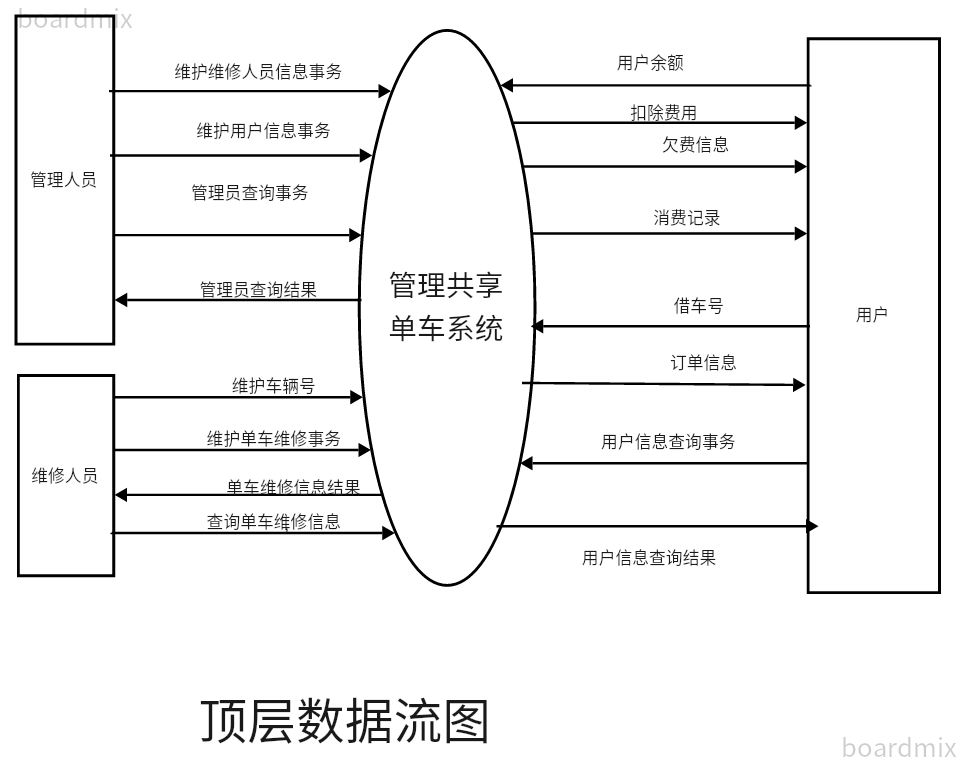 boardmix
维护维修人员信息事务
用户余额
扣除费用
维护用户信息事务
欠费信息
管理人员
管理员查询事务
消费记录
管理员查询结果
管理共享
单车系统
借车号
用户
订单信息
维护车辆号
维护单车维修事务
用户信息查询事务
维修人员
单车维修信息结果
查询单车维修信息
用户信息查询结果
顶层数据流图
boardmix